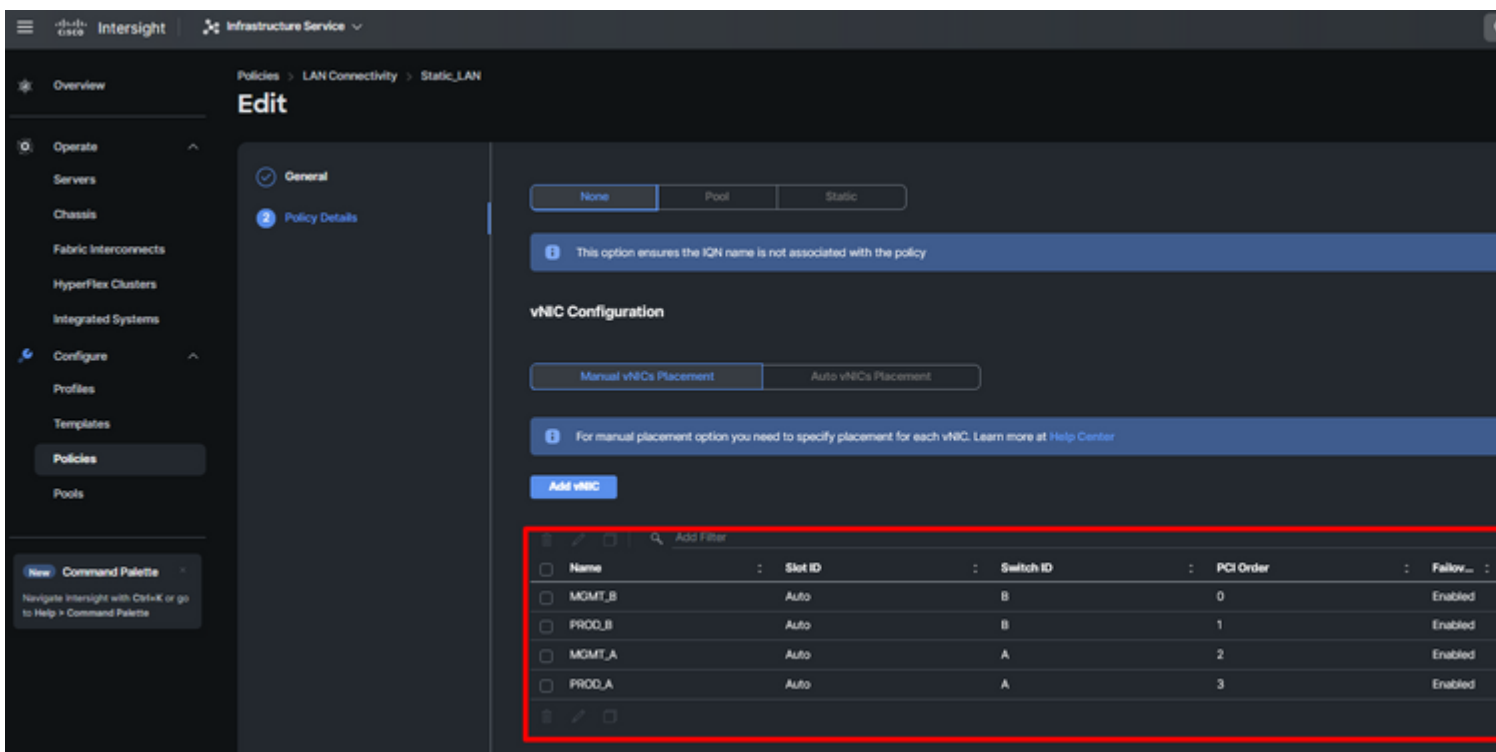 cisco Intersight Infrastructure Service
Overview
Operate
Servers
Chassis
Fabric Interconnects
HyperFlex Clusters
Integrated Systems
Configure
Profiles
Templates
Policies
Pools
New Command Palette
Navigate Intersight with Ctrl+K or go
to Help > Command Palette
Policies > LAN Connectivity > Static_LAN
Edit
General
2 Policy Details
None Pool Static
This option ensures the IQN name is not associated with the policy
vNIC Configuration
Manual vNICs Placement Auto vNICs Placement
For manual placement option you need to specify placement for each vNIC. Learn more at Help Center
Add vNIC
Add Filter
Name Slot ID Switch ID PCI Order Failov...
MGMT_B Auto B 0 Enabled
PROD_B Auto B 1 Enabled
MGMT_A Auto A 2 Enabled
PROD_A Auto A 3 Enabled